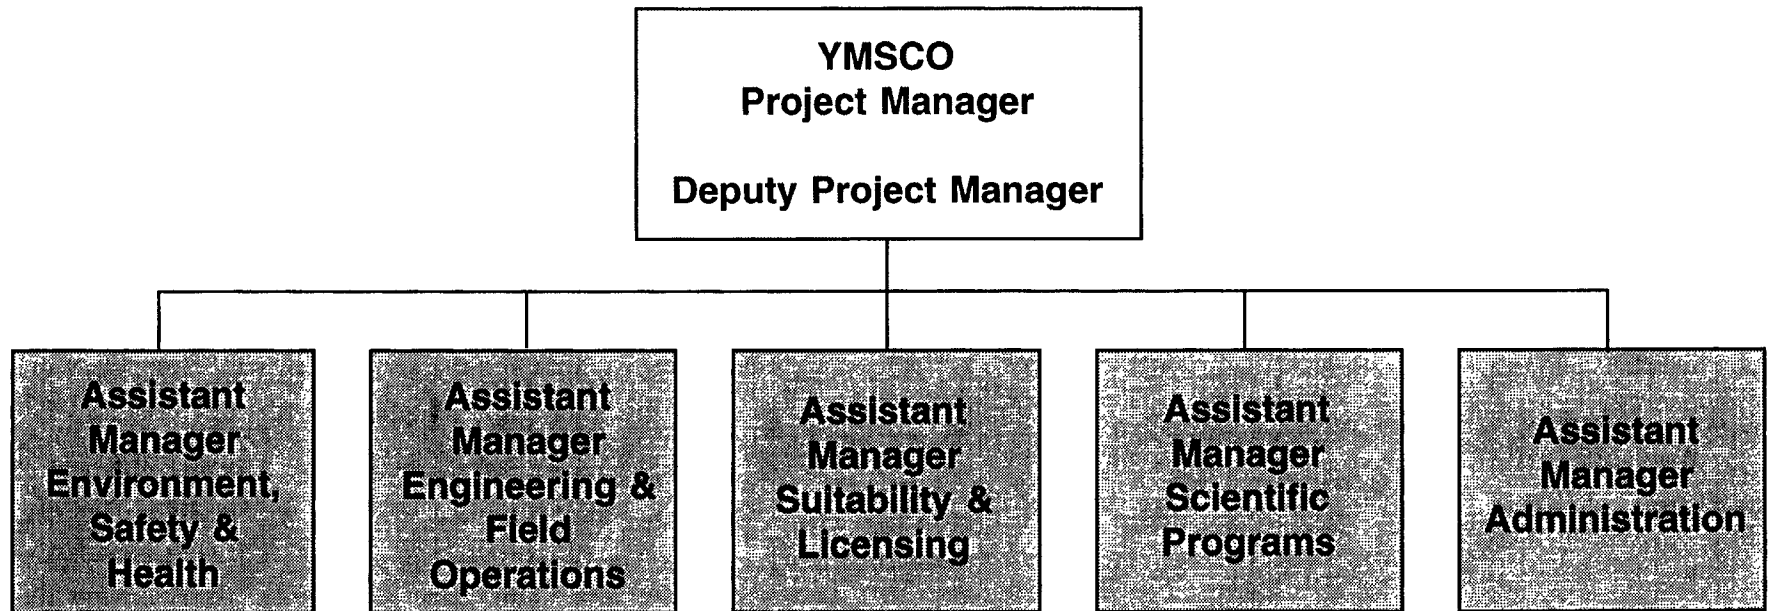 YMSCO
Project Manager
Deputy Project Manager
Assistant
Manager
Environment,
Safety &
Health
Assistant
Manager
Engineering &
Field
Operations
Assistant
Manager
Suitability &
Licensing
Assistant
Manager
Scientific
Programs
Assistant
Manager
Administration